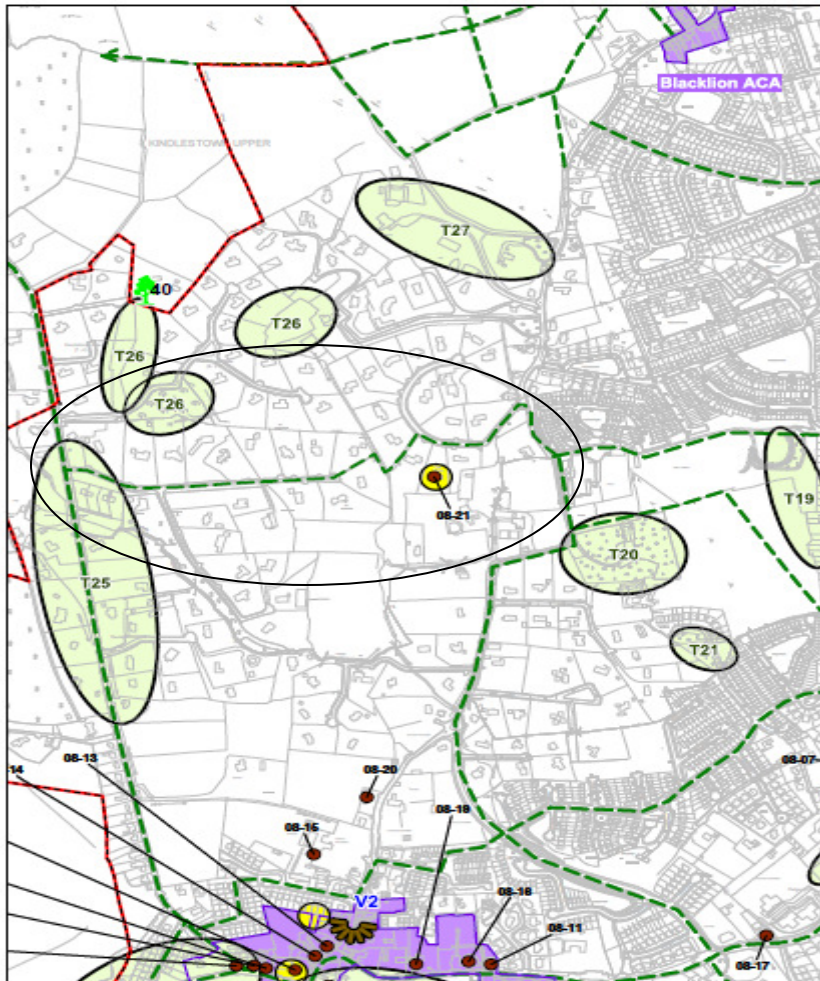 Blacklion ACA
KINDLESTOWN UPPER
T27
40
T26
T26
T26
T19
08-21
T20
T25
T21
08-13
-14
08-20
08-07-
08-19
08-15
08-18
V2
08-11
08-17